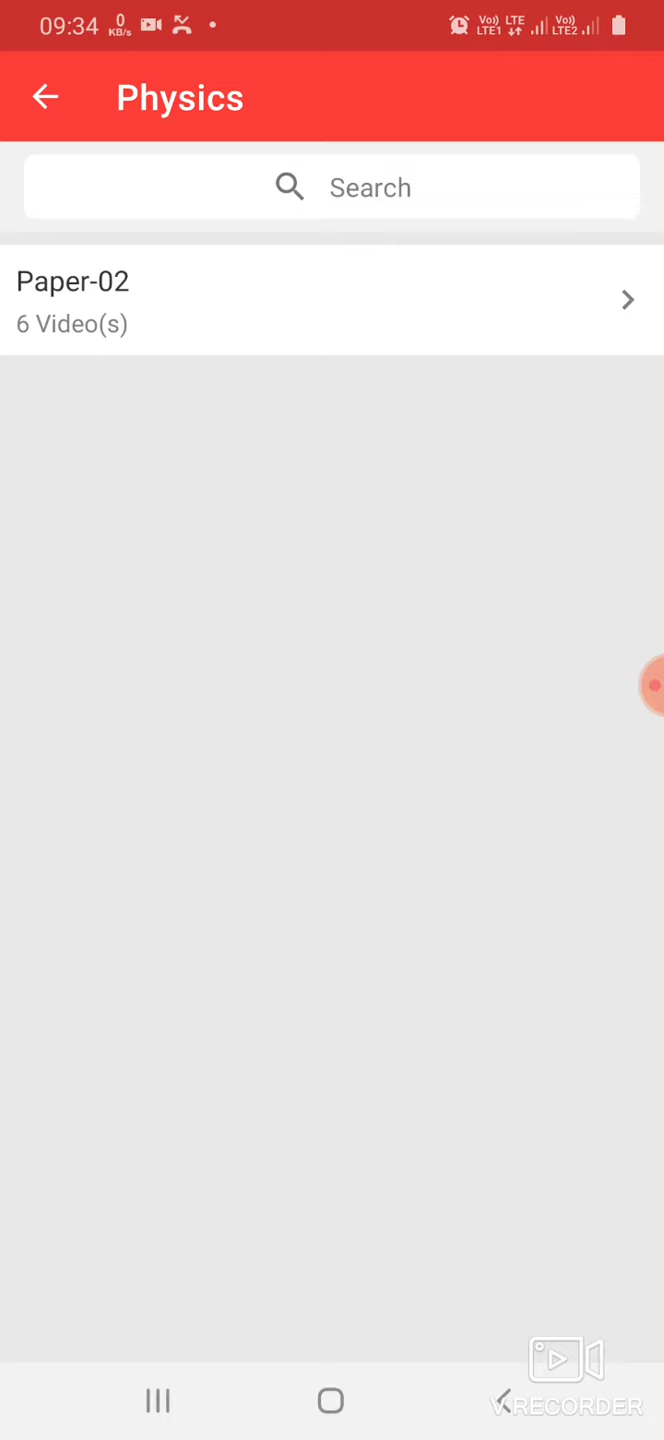 09:34 0 KB/s Vo) LTE1 LTE Vo) LTE2
Physics
Search
Paper-02
6 Video(s)
V.RECORDER